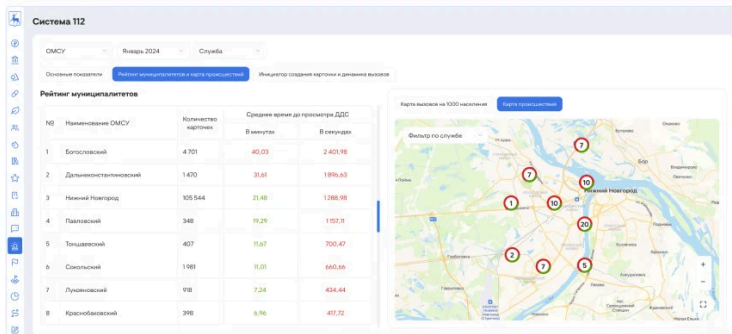 Система 112
ОМСУ
Январь 2024
Служба
Основные показатели
Рейтинг муниципалитетов и карта происшествий
Инициатор создания карточки и динамика вызовов
Рейтинг муниципалитетов
№
Наименование ОМСУ
Количество карточек
Среднее время до просмотра ДДС
В минутах
В секундах
1 Богословский 4 701 40,03 2 401,98
2 Дальнеконстантиновский 1 470 31,61 1 896,63
3 Нижний Новгород 105 544 21,48 1 288,98
4 Павловский 348 19,29 1 157,11
5 Тоншаевский 407 11,67 700,47
6 Сокольский 1 981 11,01 660,66
7 Лукояновский 918 7,24 434,44
8 Краснобаковский 398 6,96 417,72
Карта вызовов на 1000 населения
Карта происшествий
Фильтр по службе
7
Бор
7
10
Нижний Новгород
1
10
20
2
7
5
+
−